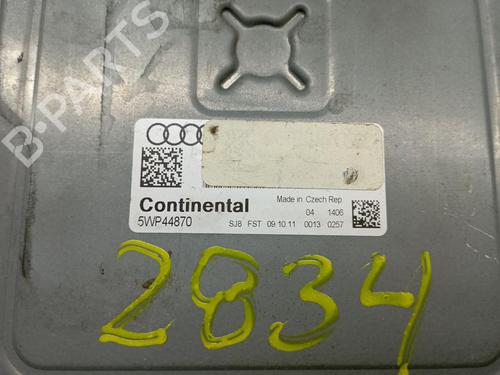 B-PARTS
Continental
Made in Czech Rep.
5WP44870
04 1406
SJ8 FST 09.10.11 0013 0257
2834